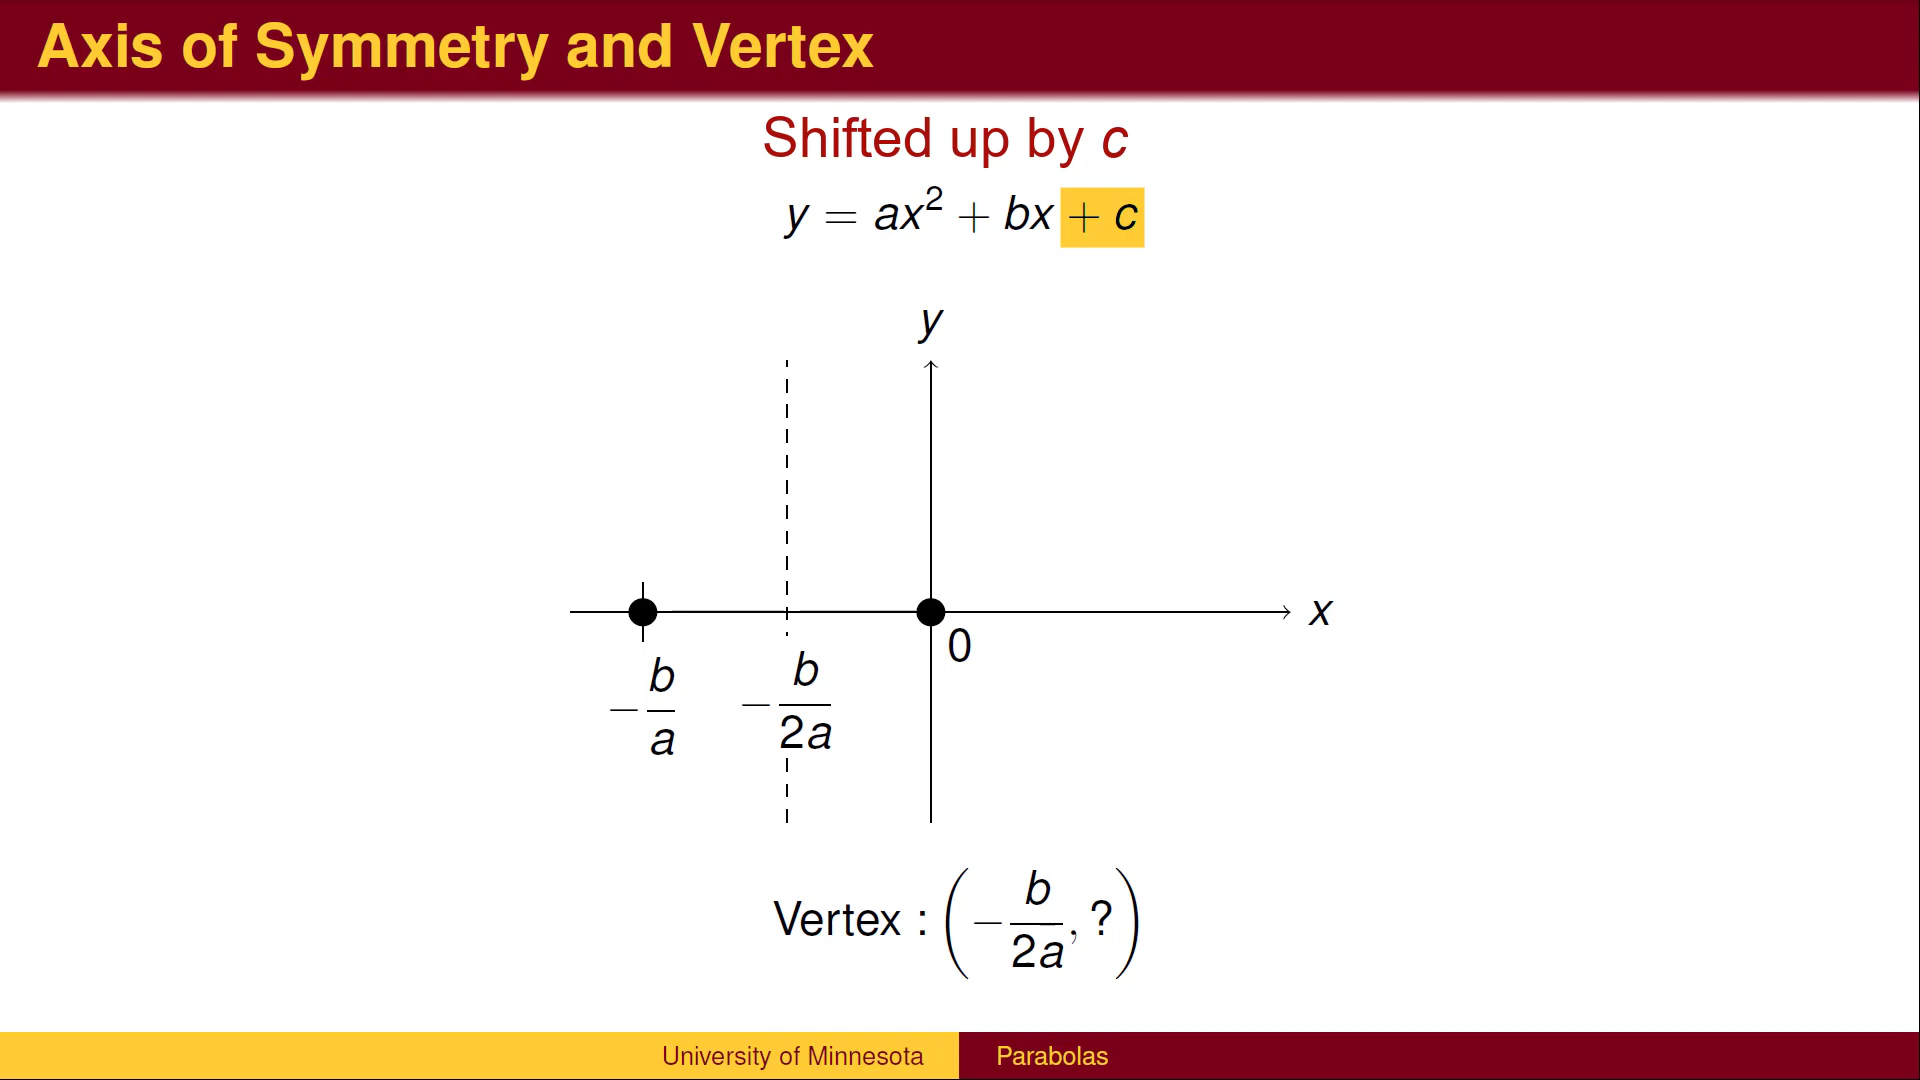 Axis of Symmetry and Vertex
Shifted up by c
y = ax² + bx + c
y
x
0
−b/a
−b/2a
Vertex : (−b/2a, ?)
University of Minnesota
Parabolas